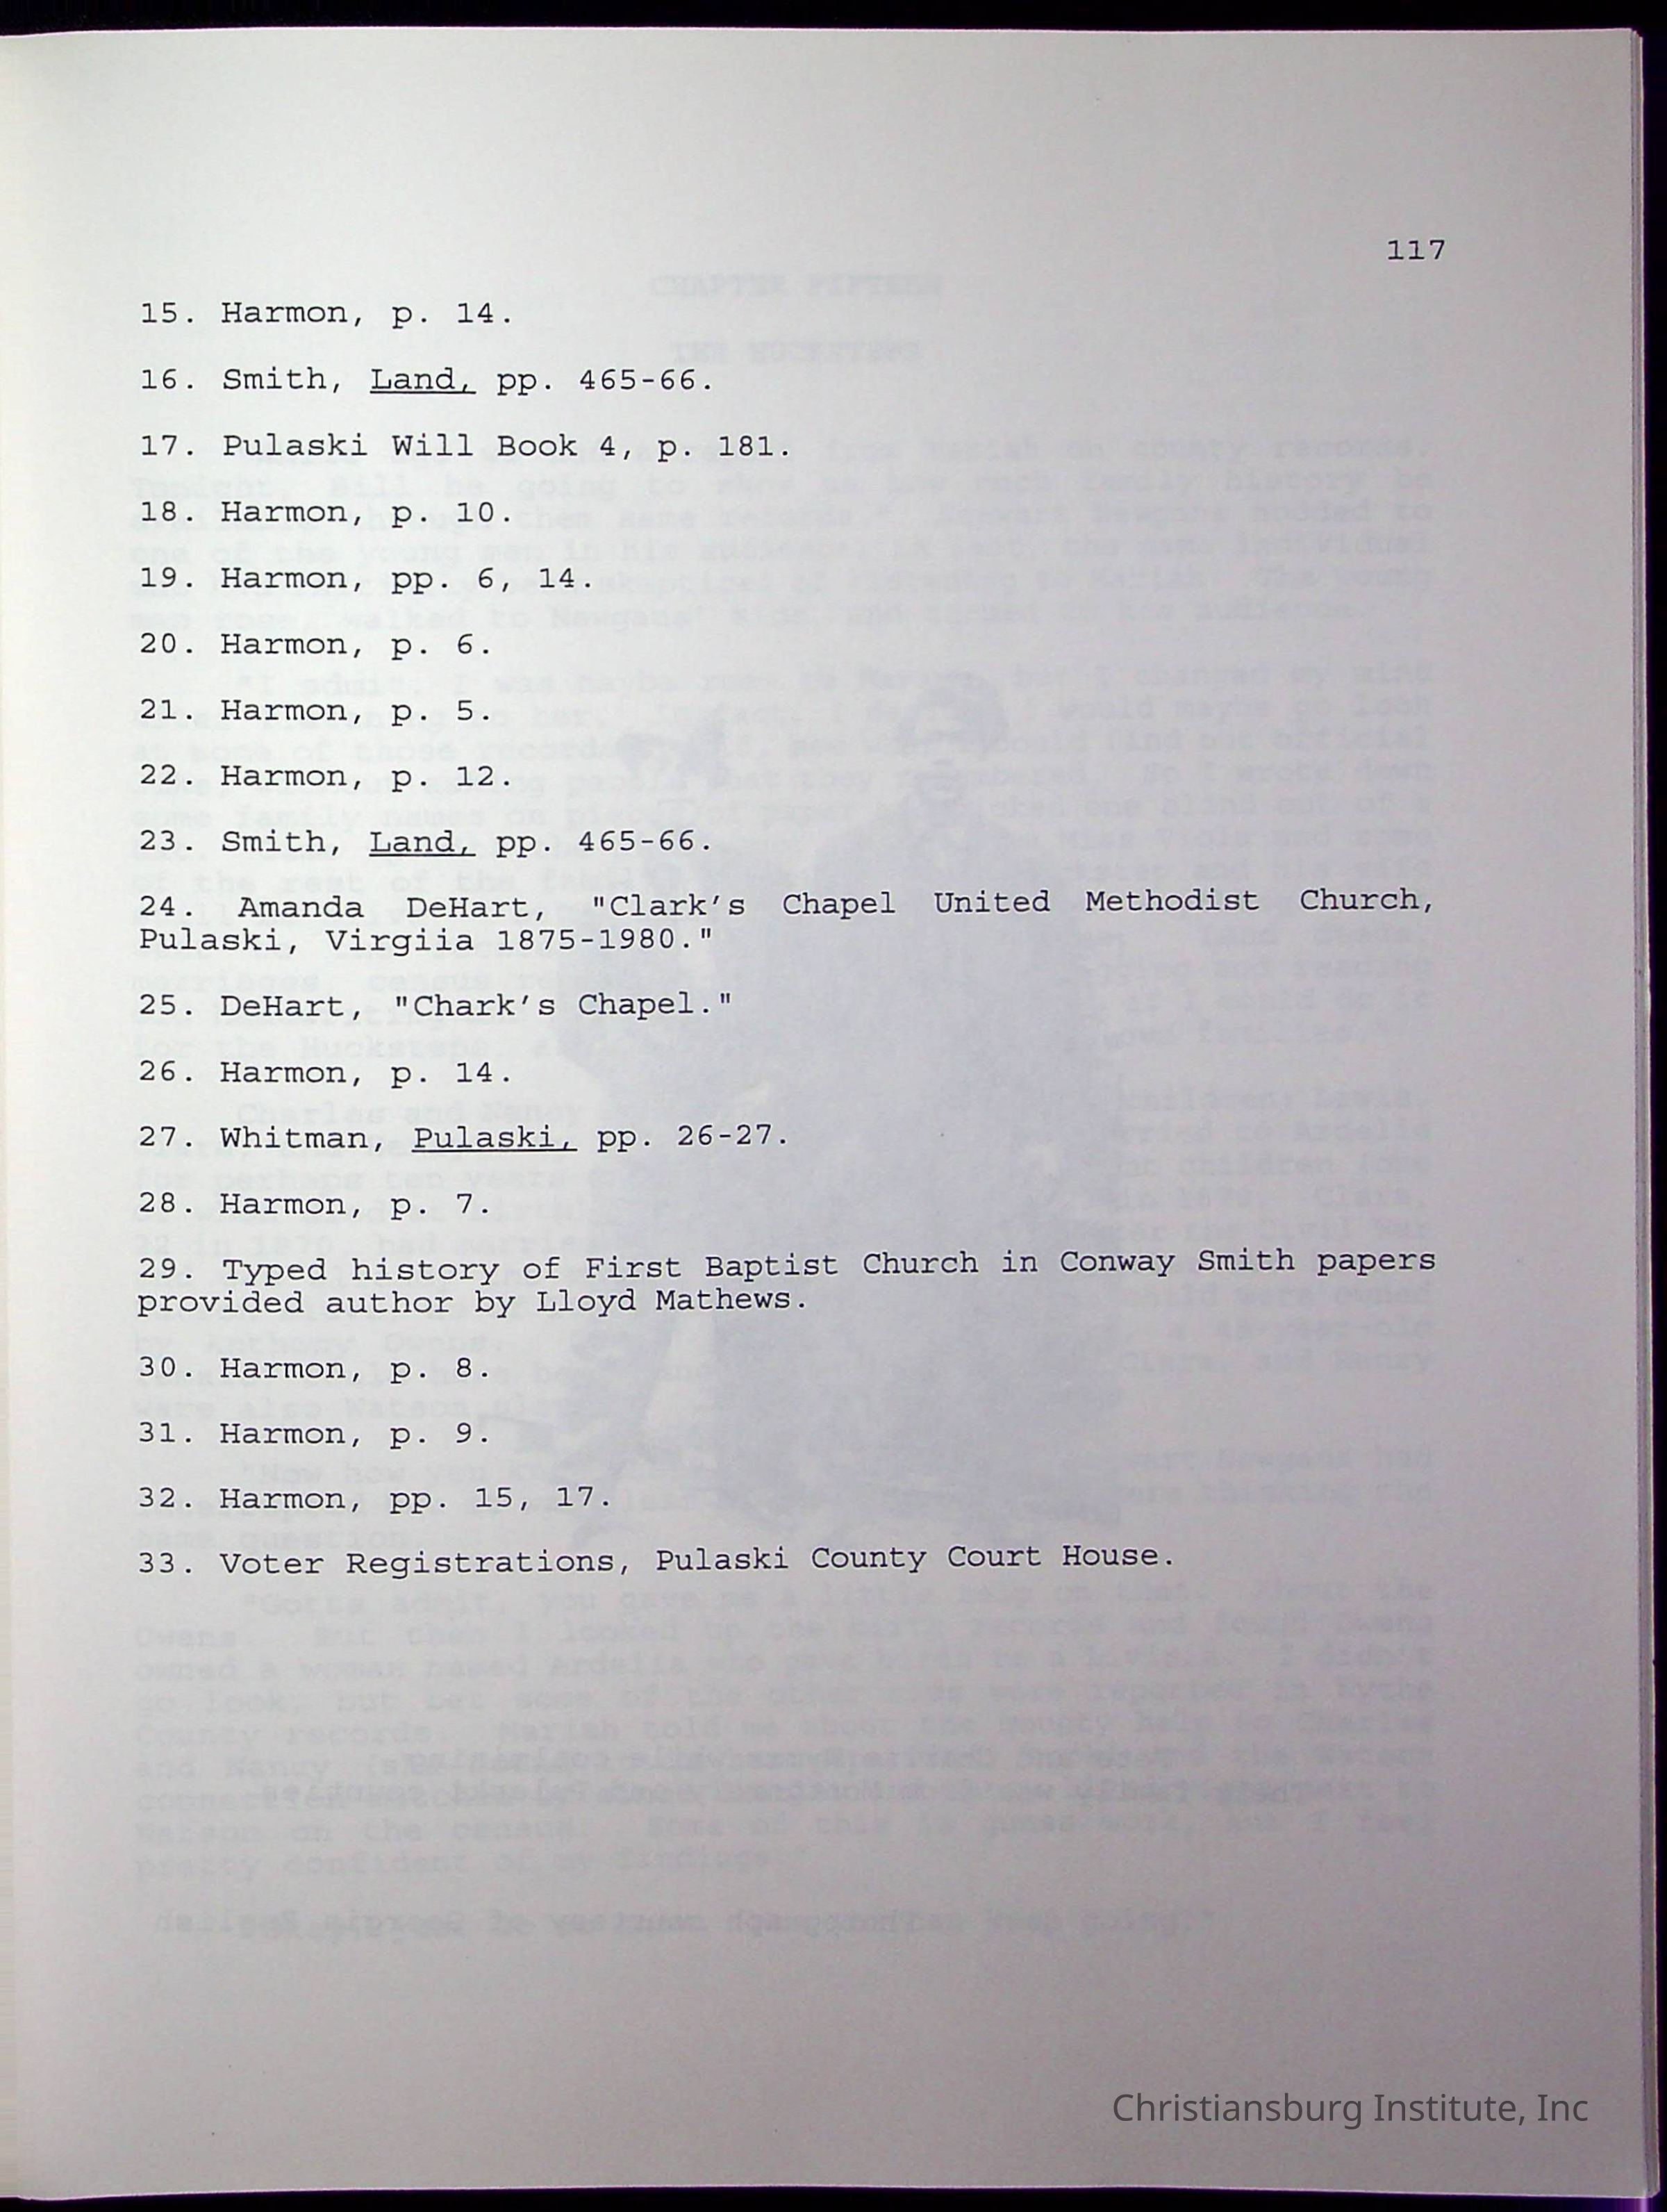 117
15. Harmon, p. 14.
16. Smith, Land, pp. 465-66.
17. Pulaski Will Book 4, p. 181.
18. Harmon, p. 10.
19. Harmon, pp. 6, 14.
20. Harmon, p. 6.
21. Harmon, p. 5.
22. Harmon, p. 12.
23. Smith, Land, pp. 465-66.
24. Amanda DeHart, "Clark's Chapel United Methodist Church,
Pulaski, Virgiia 1875-1980."
25. DeHart, "Chark's Chapel."
26. Harmon, p. 14.
27. Whitman, Pulaski, pp. 26-27.
28. Harmon, p. 7.
29. Typed history of First Baptist Church in Conway Smith papers
provided author by Lloyd Mathews.
30. Harmon, p. 8.
31. Harmon, p. 9.
32. Harmon, pp. 15, 17.
33. Voter Registrations, Pulaski County Court House.
Christiansburg Institute, Inc